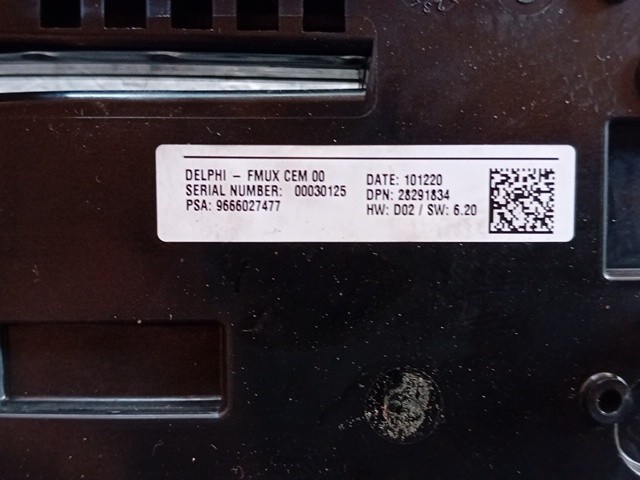 DELPHI – FMUX CEM 00
SERIAL NUMBER: 00030125
PSA: 9666027477
DATE: 101220
DPN: 28291834
HW: D02 / SW: 6.20